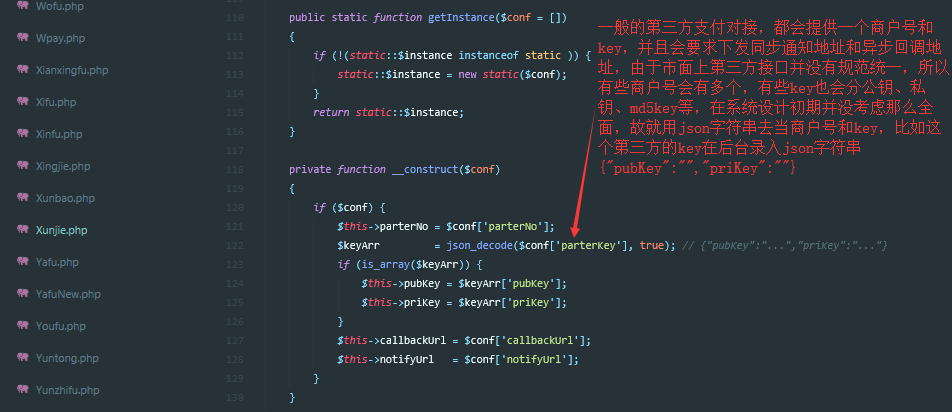 Wofu.php
Wpay.php
Xianxingfu.php
Xifu.php
Xinfu.php
Xingjie.php
Xunbao.php
Xunjie.php
Yafu.php
YafuNew.php
Youfu.php
Yuntong.php
Yunzhifu.php
110 public static function getInstance($conf = [])
111 {
112 if (!(static::$instance instanceof static )) {
113 static::$instance = new static($conf);
114 }
115 return static::$instance;
116 }
117
118 private function __construct($conf)
119 {
120 if ($conf) {
121 $this->parterNo = $conf['parterNo'];
122 $keyArr = json_decode($conf['parterKey'], true); // {"pubKey":"...","priKey":"..."}
123 if (is_array($keyArr)) {
124 $this->pubKey = $keyArr['pubKey'];
125 $this->priKey = $keyArr['priKey'];
126 }
127 $this->callbackUrl = $conf['callbackUrl'];
128 $this->notifyUrl = $conf['notifyUrl'];
129 }
130 }
一般的第三方支付对接，都会提供一个商户号和
key，并且会要求下发同步通知地址和异步回调地
址，由于市面上第三方接口并没有规范统一，所以
有些商户号会有多个，有些key也会分公钥、私
钥、md5key等，在系统设计初期并没考虑那么全
面，故就用json字符串去当商户号和key，比如这
个第三方的key在后台录入json字符串
{"pubKey":"","priKey":""}